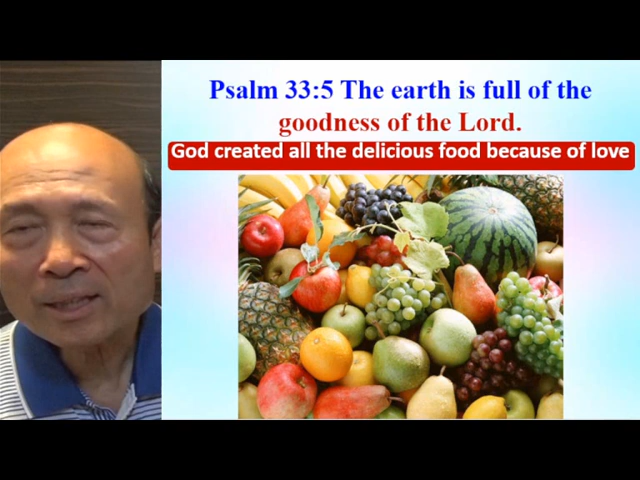 Psalm 33:5 The earth is full of the
goodness of the Lord.
God created all the delicious food because of love